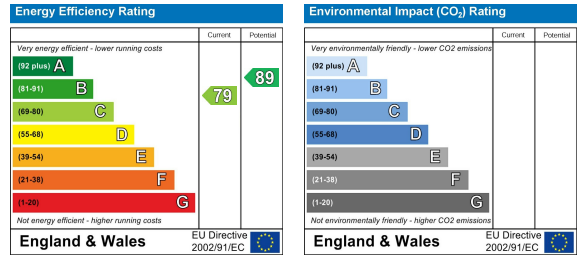 Energy Efficiency Rating
Current Potential
Very energy efficient - lower running costs
(92 plus) A
(81-91) B
(69-80) C
(55-68) D
(39-54) E
(21-38) F
(1-20) G
79
89
Not energy efficient - higher running costs
England & Wales
EU Directive
2002/91/EC
Environmental Impact (CO2) Rating
Current Potential
Very environmentally friendly - lower CO2 emissions
(92 plus) A
(81-91) B
(69-80) C
(55-68) D
(39-54) E
(21-38) F
(1-20) G
Not environmentally friendly - higher CO2 emissions
England & Wales
EU Directive
2002/91/EC